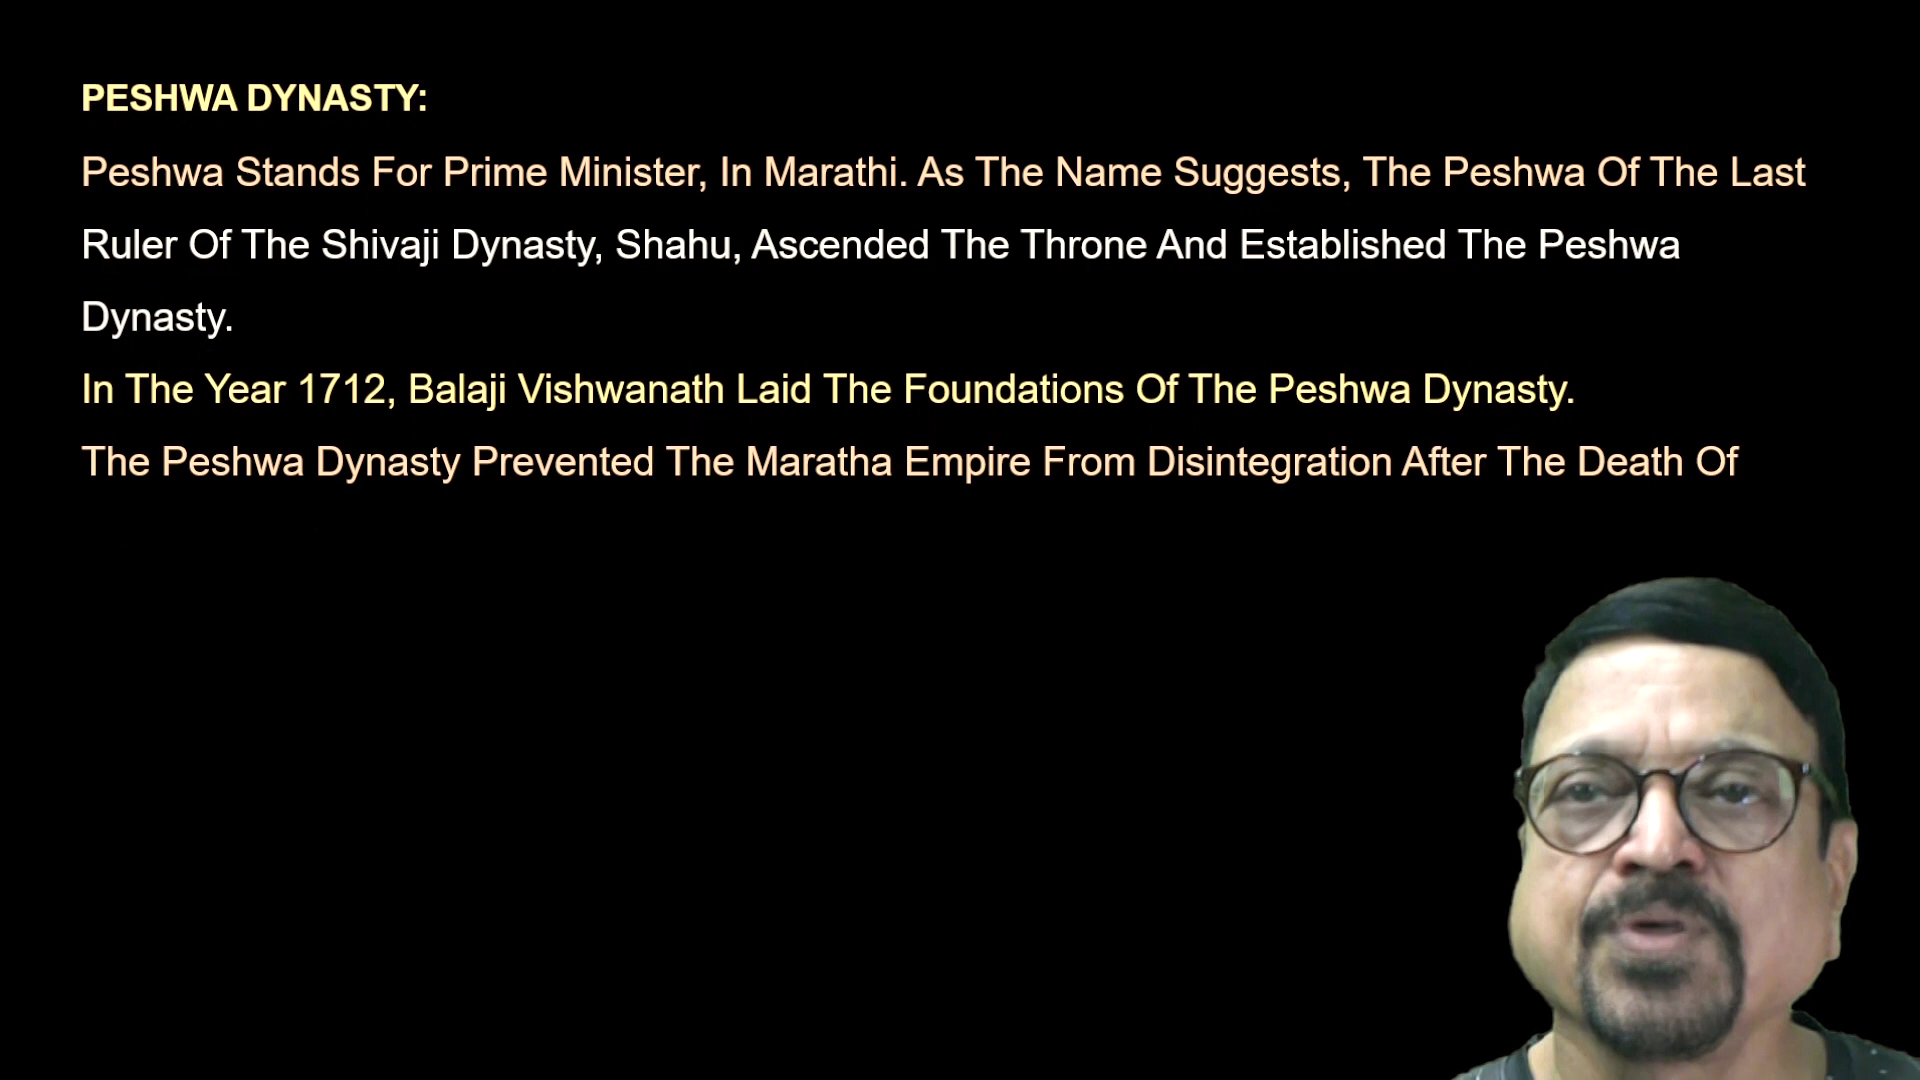 PESHWA DYNASTY:
Peshwa Stands For Prime Minister, In Marathi. As The Name Suggests, The Peshwa Of The Last
Ruler Of The Shivaji Dynasty, Shahu, Ascended The Throne And Established The Peshwa
Dynasty.
In The Year 1712, Balaji Vishwanath Laid The Foundations Of The Peshwa Dynasty.
The Peshwa Dynasty Prevented The Maratha Empire From Disintegration After The Death Of